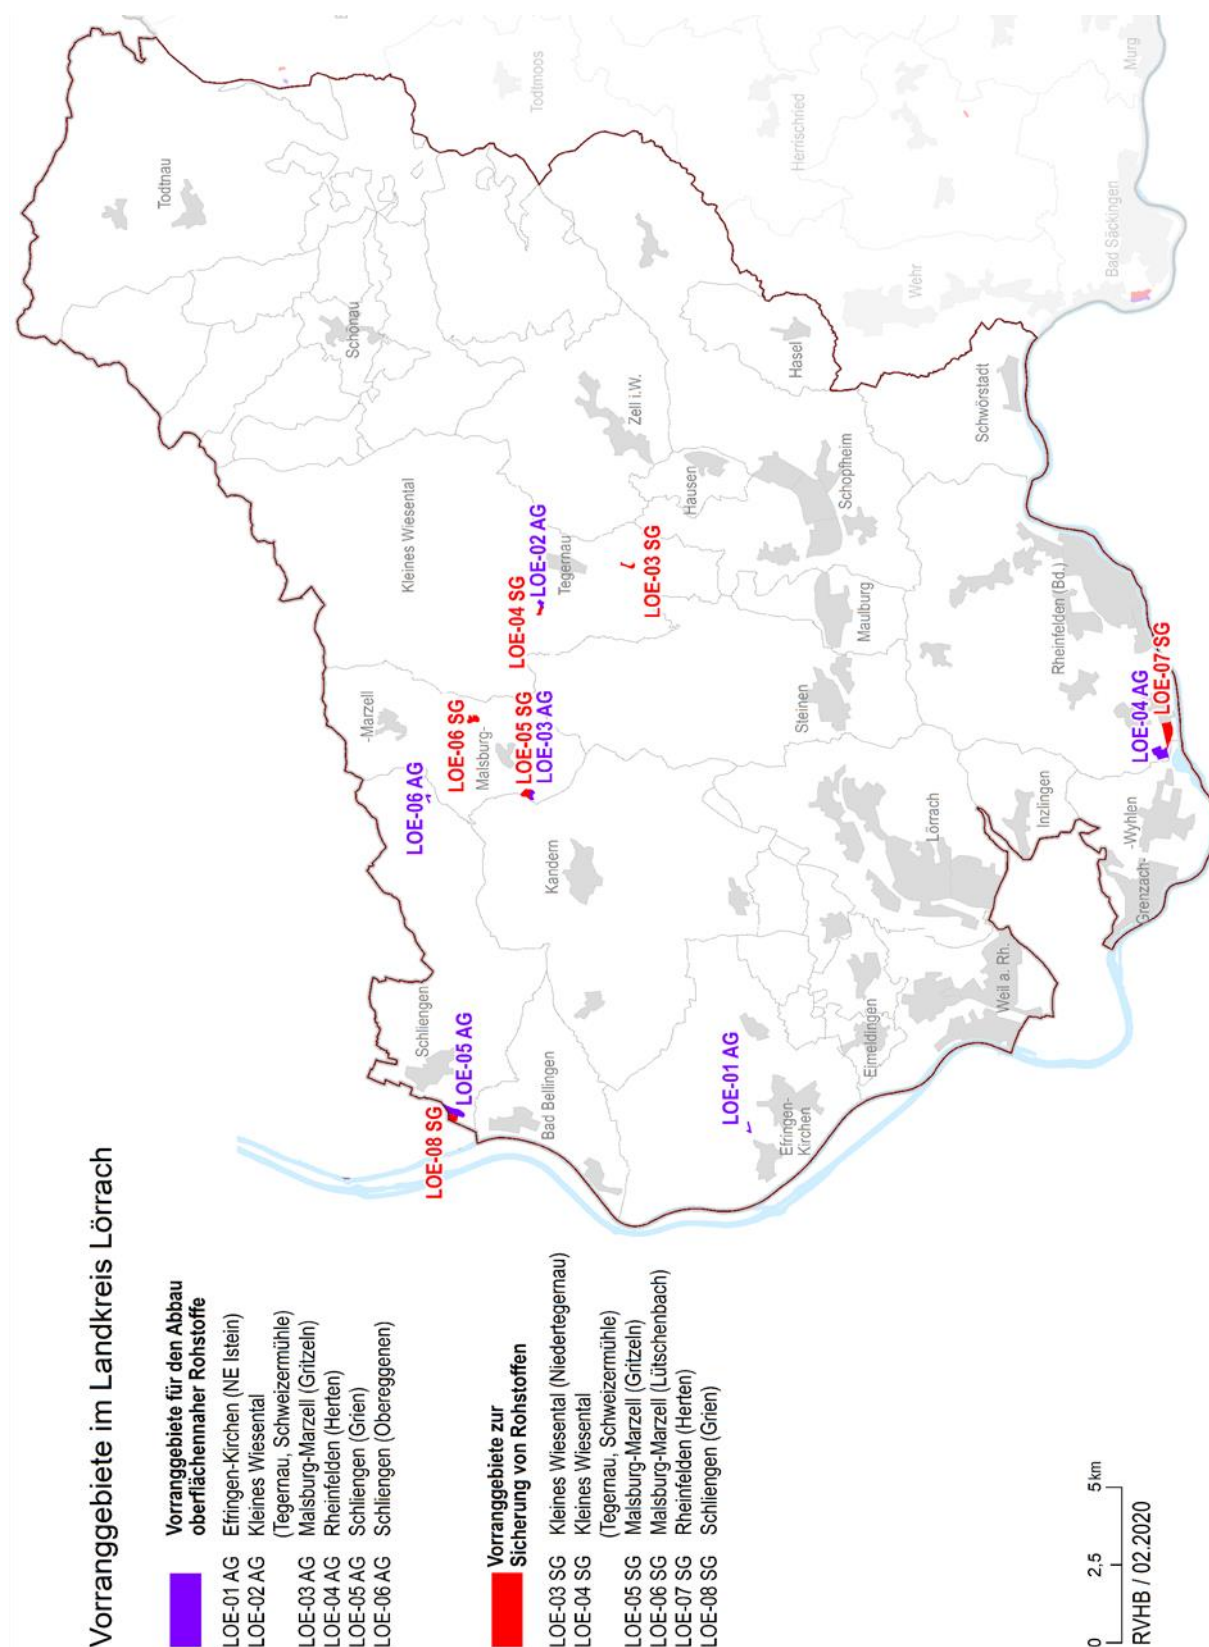 Vorranggebiete im Landkreis Lörrach
Vorranggebiete für den Abbau
oberflächennaher Rohstoffe
LOE-01 AG Efringen-Kirchen (NE Istein)
LOE-02 AG Kleines Wiesental
(Tegernau, Schweizermühle)
LOE-03 AG Malsburg-Marzell (Gritzeln)
LOE-04 AG Rheinfelden (Herten)
LOE-05 AG Schliengen (Grien)
LOE-06 AG Schliengen (Obereggenen)
Vorranggebiete zur
Sicherung von Rohstoffen
LOE-03 SG Kleines Wiesental (Niedertegernau)
LOE-04 SG Kleines Wiesental
(Tegernau, Schweizermühle)
LOE-05 SG Malsburg-Marzell (Gritzeln)
LOE-06 SG Malsburg-Marzell (Lütschenbach)
LOE-07 SG Rheinfelden (Herten)
LOE-08 SG Schliengen (Grien)
0 2,5 5 km
RVHB / 02.2020
Todtnau
Todtmoos
Schönau
Herrischried
Murg
Kleines Wiesental
Zell i.W.
Hasel
Wehr
Bad Säckingen
-Marzell
LOE-06 SG
Malsburg-
LOE-06 AG
LOE-04 SG
LOE-02 AG
Tegernau
LOE-05 SG
LOE-03 AG
LOE-03 SG
Hausen
Schopfheim
Schwörstadt
Maulburg
Steinen
Rheinfelden (Bd.)
Schliengen
LOE-05 AG
LOE-08 SG
Bad Bellingen
Kandern
LOE-01 AG
Efringen-
Kirchen
Eimeldingen
Lörrach
Weil a. Rh.
Inzlingen
Grenzach-
-Wyhlen
LOE-04 AG
LOE-07 SG